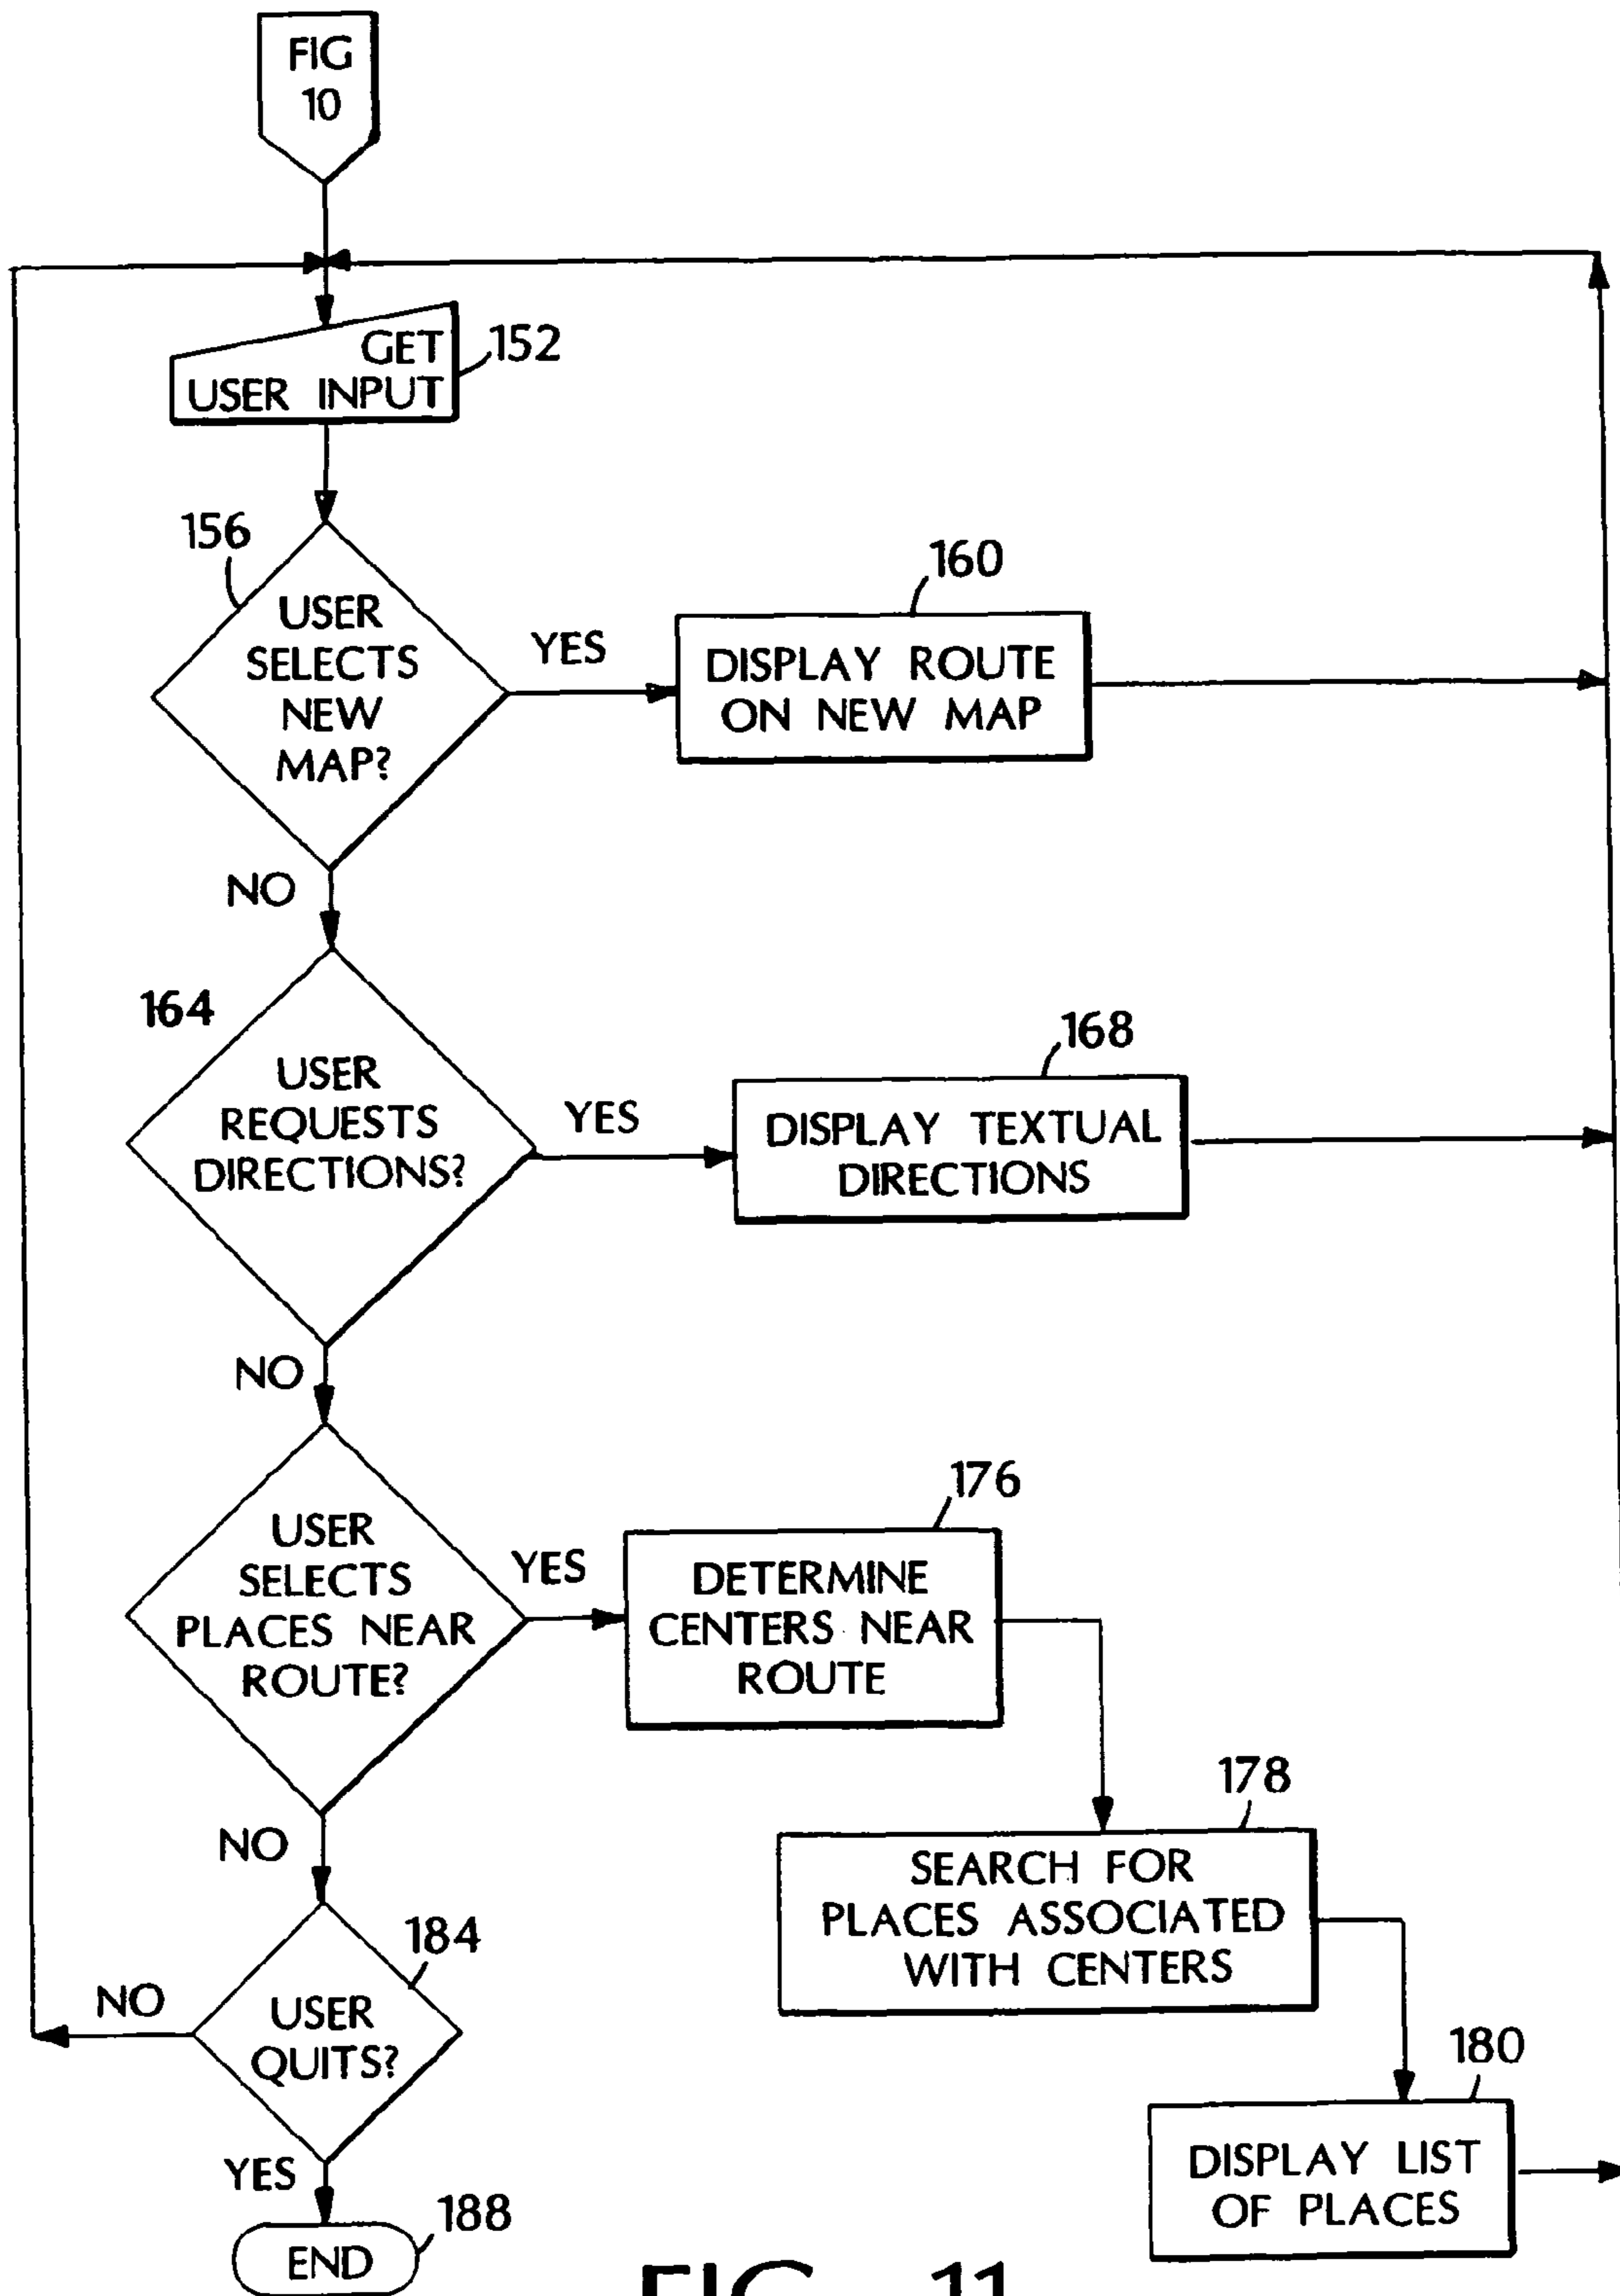 FIG
10
GET
USER INPUT
152
156
USER
SELECTS
NEW
MAP?
YES
160
DISPLAY ROUTE
ON NEW MAP
NO
164
USER
REQUESTS
DIRECTIONS?
YES
168
DISPLAY TEXTUAL
DIRECTIONS
NO
USER
SELECTS
PLACES NEAR
ROUTE?
YES
176
DETERMINE
CENTERS NEAR
ROUTE
178
SEARCH FOR
PLACES ASSOCIATED
WITH CENTERS
NO
184
USER
QUITS?
NO
180
DISPLAY LIST
OF PLACES
YES
188
END
FIG. 11